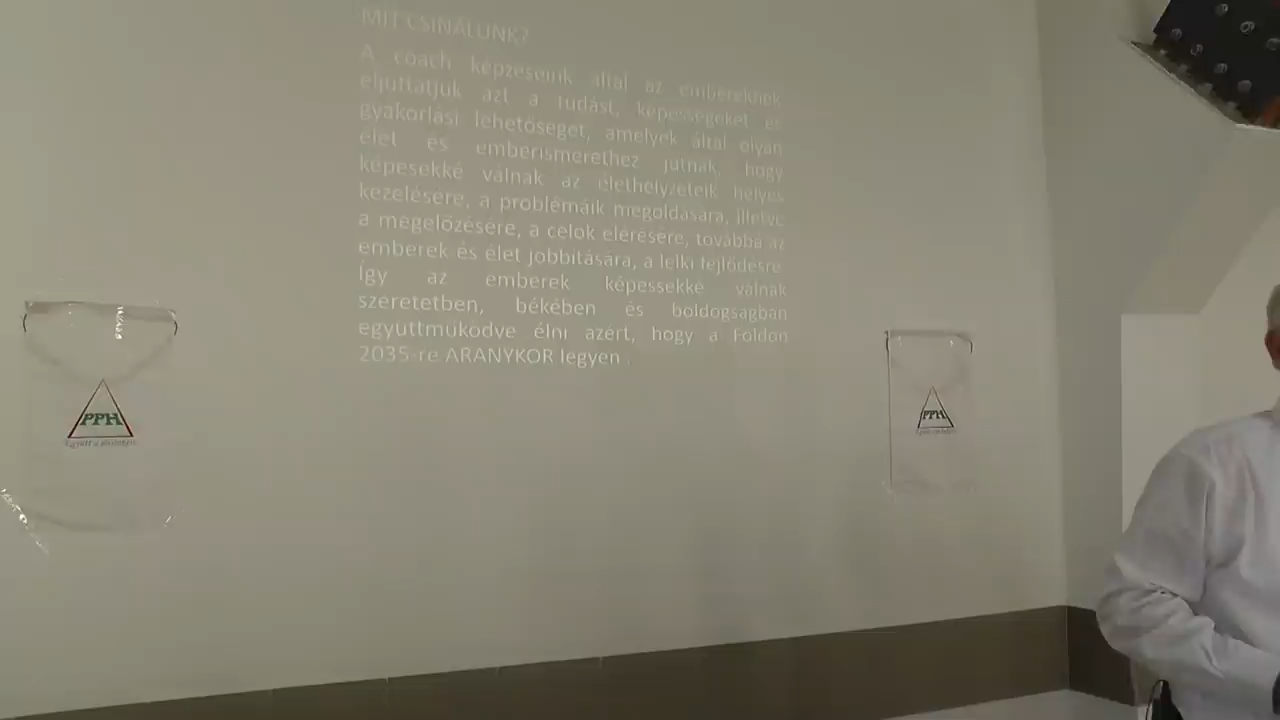 MIT CSINÁLUNK?
A coach képzéseink által az embereknek
eljuttatjuk azt a tudást, képességeket és
gyakorlási lehetőséget, amelyek által olyan
élet és emberismerethez jutnak, hogy
képesekké válnak az élethelyzeteik helyes
kezelésére, a problémáik megoldására, illetve
a megelőzésére, a célok elérésére, továbbá az
emberek és élet jobbítására, a lelki fejlődésre
Így az emberek képessekké válnak
szeretetben, békében és boldogságban
együttműködve élni azért, hogy a Földön
2035-re ARANYKOR legyen .
PPH
PPH